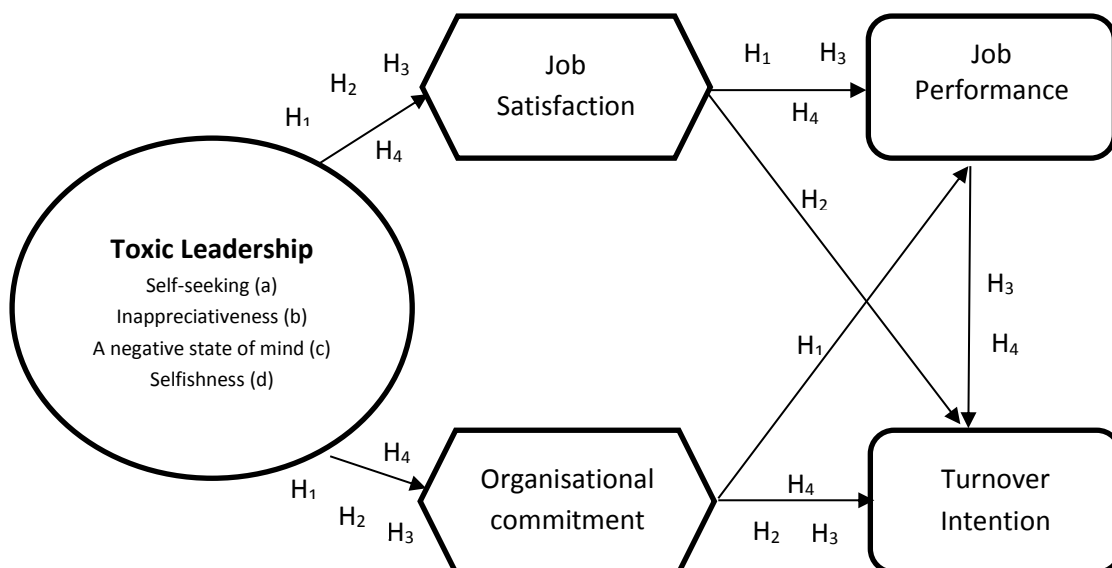 H₁ H₂ H₃
H₄
Job
Satisfaction
H₁ H₃
H₄
Job
Performance
Toxic Leadership
Self-seeking (a)
Inappreciativeness (b)
A negative state of mind (c)
Selfishness (d)
H₂
H₁
H₃
H₄
H₄
H₁ H₂ H₃
Organisational
commitment
H₄
H₂ H₃
Turnover
Intention